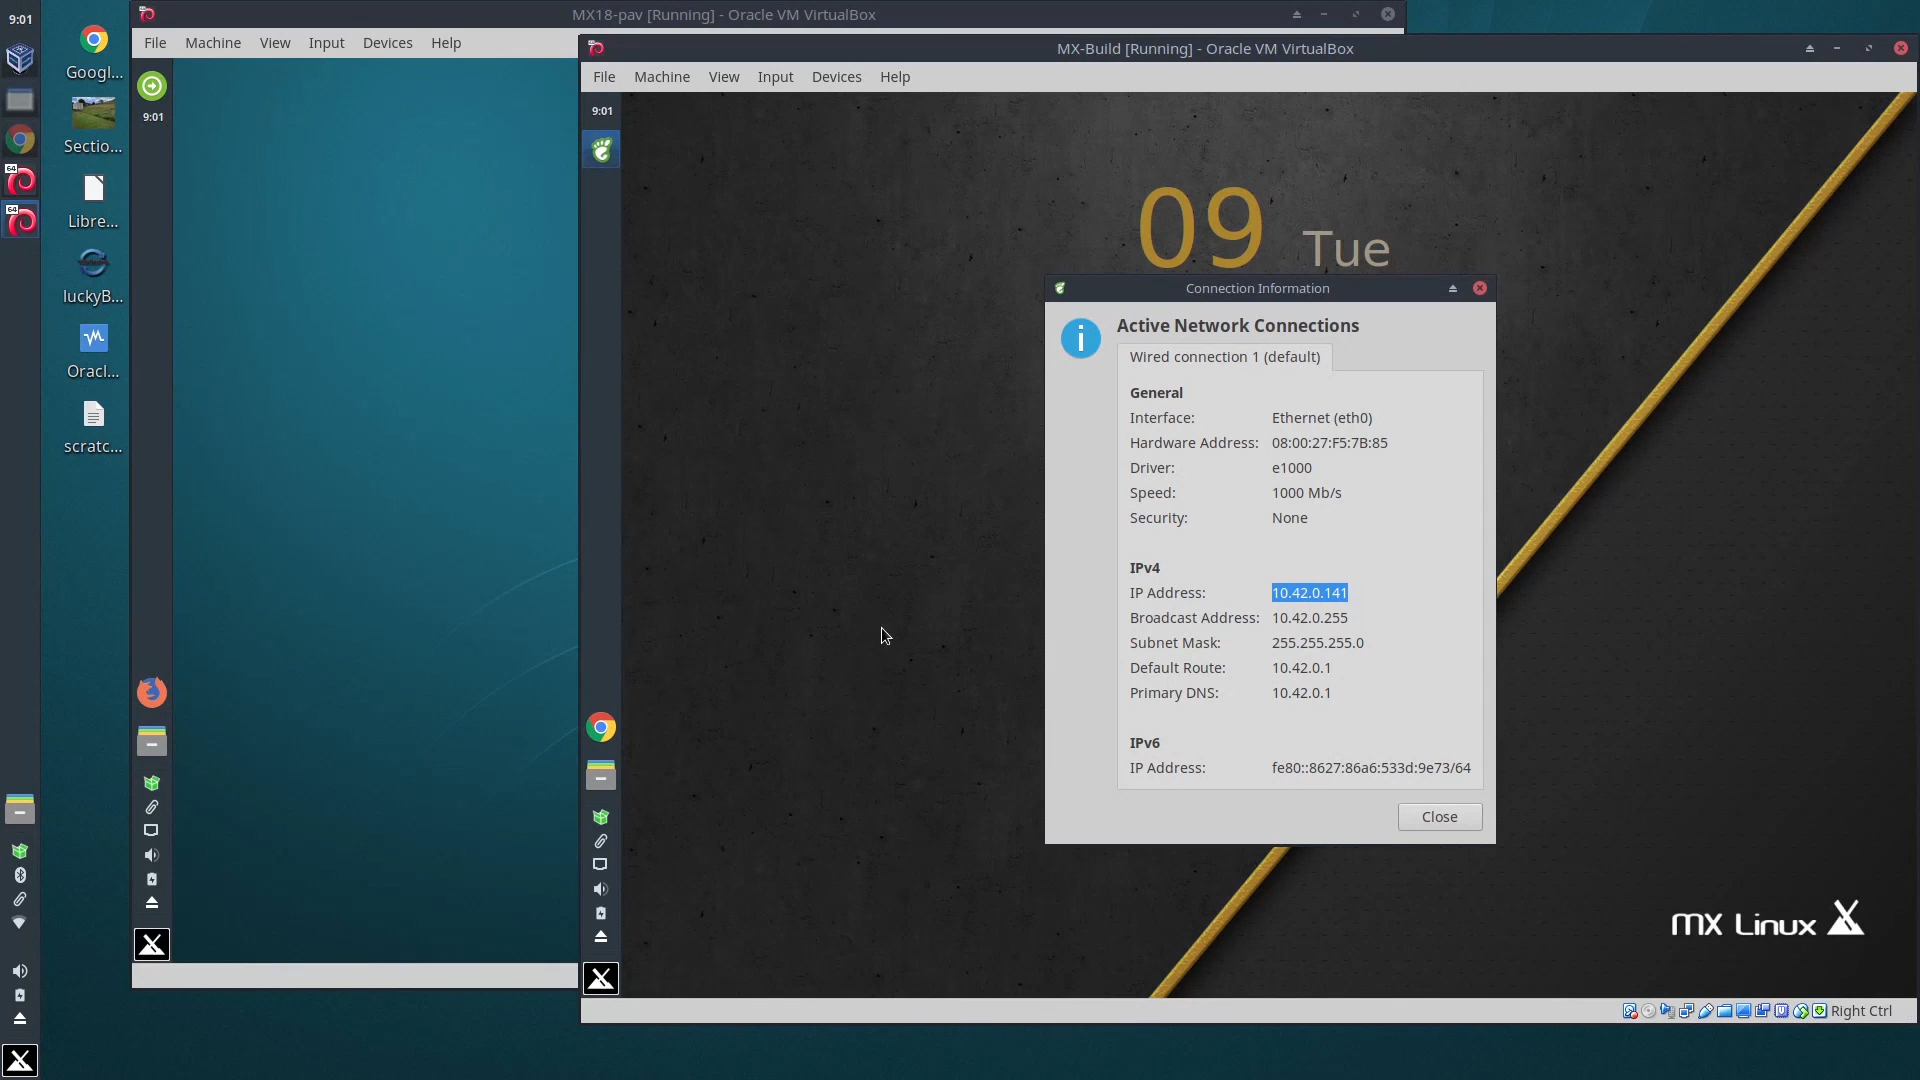 9:01
Googl...
Sectio...
Libre...
luckyB...
Oracl...
scratc...
64
64
MX18-pav [Running] - Oracle VM VirtualBox
File Machine View Input Devices Help
9:01
MX-Build [Running] - Oracle VM VirtualBox
File Machine View Input Devices Help
9:01
09 Tue
Connection Information
Active Network Connections
Wired connection 1 (default)
General
Interface: Ethernet (eth0)
Hardware Address: 08:00:27:F5:7B:85
Driver: e1000
Speed: 1000 Mb/s
Security: None
IPv4
IP Address: 10.42.0.141
Broadcast Address: 10.42.0.255
Subnet Mask: 255.255.255.0
Default Route: 10.42.0.1
Primary DNS: 10.42.0.1
IPv6
IP Address: fe80::8627:86a6:533d:9e73/64
Close
MX Linux
Right Ctrl